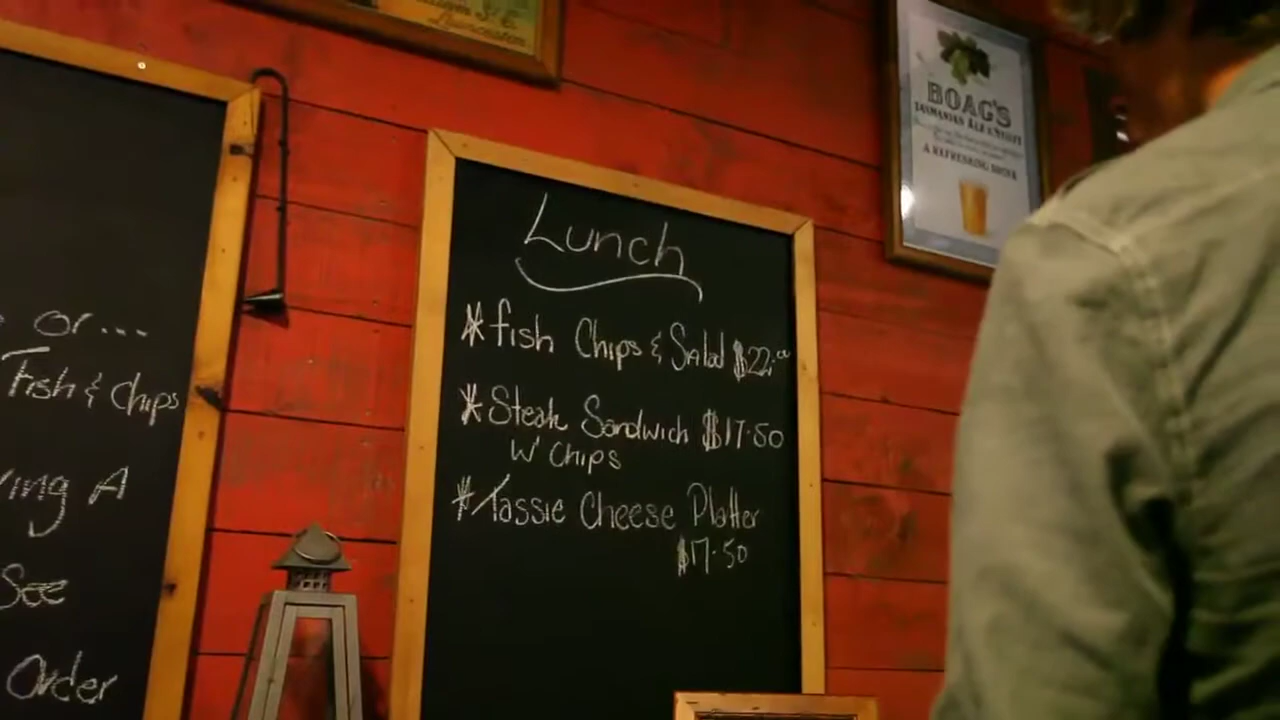 or...
Fish & Chips
A
See
Order
Lunch
* fish Chips & Salad $22.00
* Steak Sandwich $17.50
W' Chips
* Tassie Cheese Platter
$17.50
BOAG'S
TASMANIAN ALE & STOUT
A REFRESHING DRINK